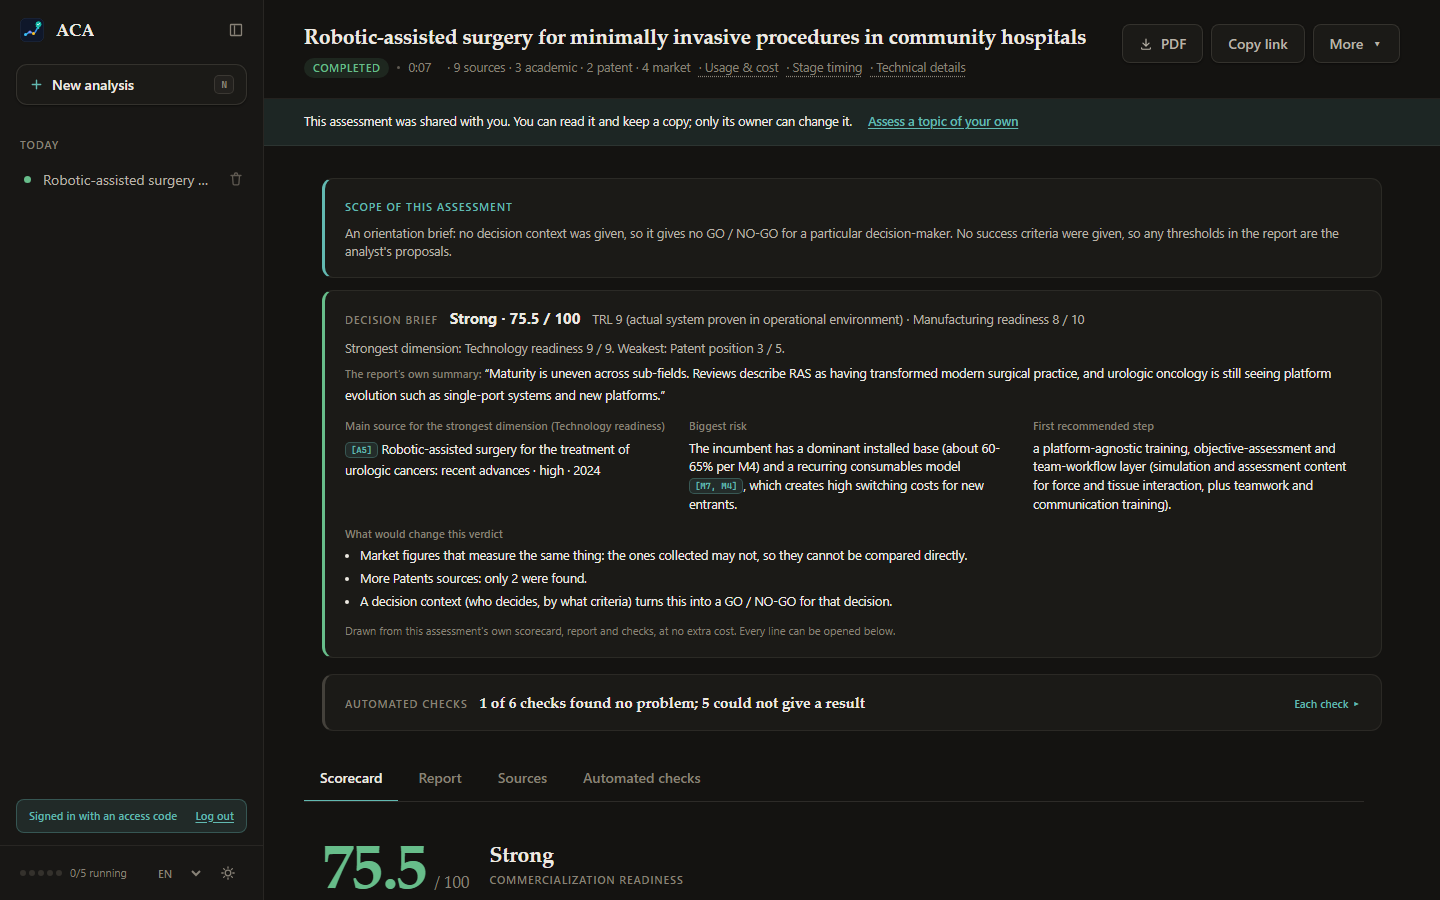 ACA
New analysis
N
TODAY
Robotic-assisted surgery ...
Signed in with an access code
Log out
0/5 running
EN
Robotic-assisted surgery for minimally invasive procedures in community hospitals
COMPLETED • 0:07 · 9 sources · 3 academic · 2 patent · 4 market · Usage & cost · Stage timing · Technical details
PDF
Copy link
More
This assessment was shared with you. You can read it and keep a copy; only its owner can change it. Assess a topic of your own
SCOPE OF THIS ASSESSMENT
An orientation brief: no decision context was given, so it gives no GO / NO-GO for a particular decision-maker. No success criteria were given, so any thresholds in the report are the
analyst's proposals.
DECISION BRIEF Strong · 75.5 / 100 TRL 9 (actual system proven in operational environment) · Manufacturing readiness 8 / 10
Strongest dimension: Technology readiness 9 / 9. Weakest: Patent position 3 / 5.
The report's own summary: “Maturity is uneven across sub-fields. Reviews describe RAS as having transformed modern surgical practice, and urologic oncology is still seeing platform
evolution such as single-port systems and new platforms.”
Main source for the strongest dimension (Technology readiness)
[A5] Robotic-assisted surgery for the treatment of
urologic cancers: recent advances · high · 2024
Biggest risk
The incumbent has a dominant installed base (about 60-
65% per M4) and a recurring consumables model
[M7, M4], which creates high switching costs for new
entrants.
First recommended step
a platform-agnostic training, objective-assessment and
team-workflow layer (simulation and assessment content
for force and tissue interaction, plus teamwork and
communication training).
What would change this verdict
• Market figures that measure the same thing: the ones collected may not, so they cannot be compared directly.
• More Patents sources: only 2 were found.
• A decision context (who decides, by what criteria) turns this into a GO / NO-GO for that decision.
Drawn from this assessment's own scorecard, report and checks, at no extra cost. Every line can be opened below.
AUTOMATED CHECKS 1 of 6 checks found no problem; 5 could not give a result
Each check
Scorecard
Report
Sources
Automated checks
75.5 / 100
Strong
COMMERCIALIZATION READINESS